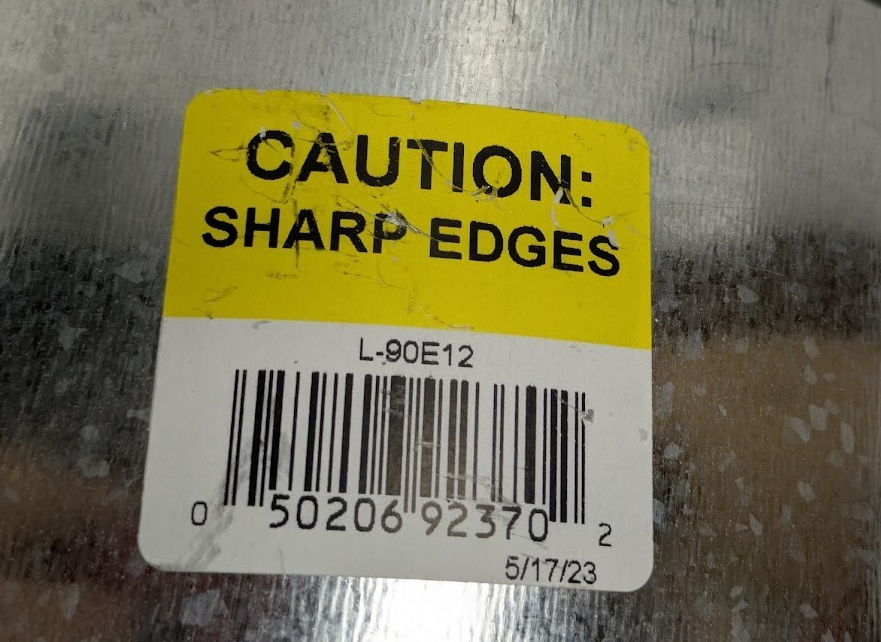 CAUTION:
SHARP EDGES
L-90E12
0 50206 92370 2
5/17/23